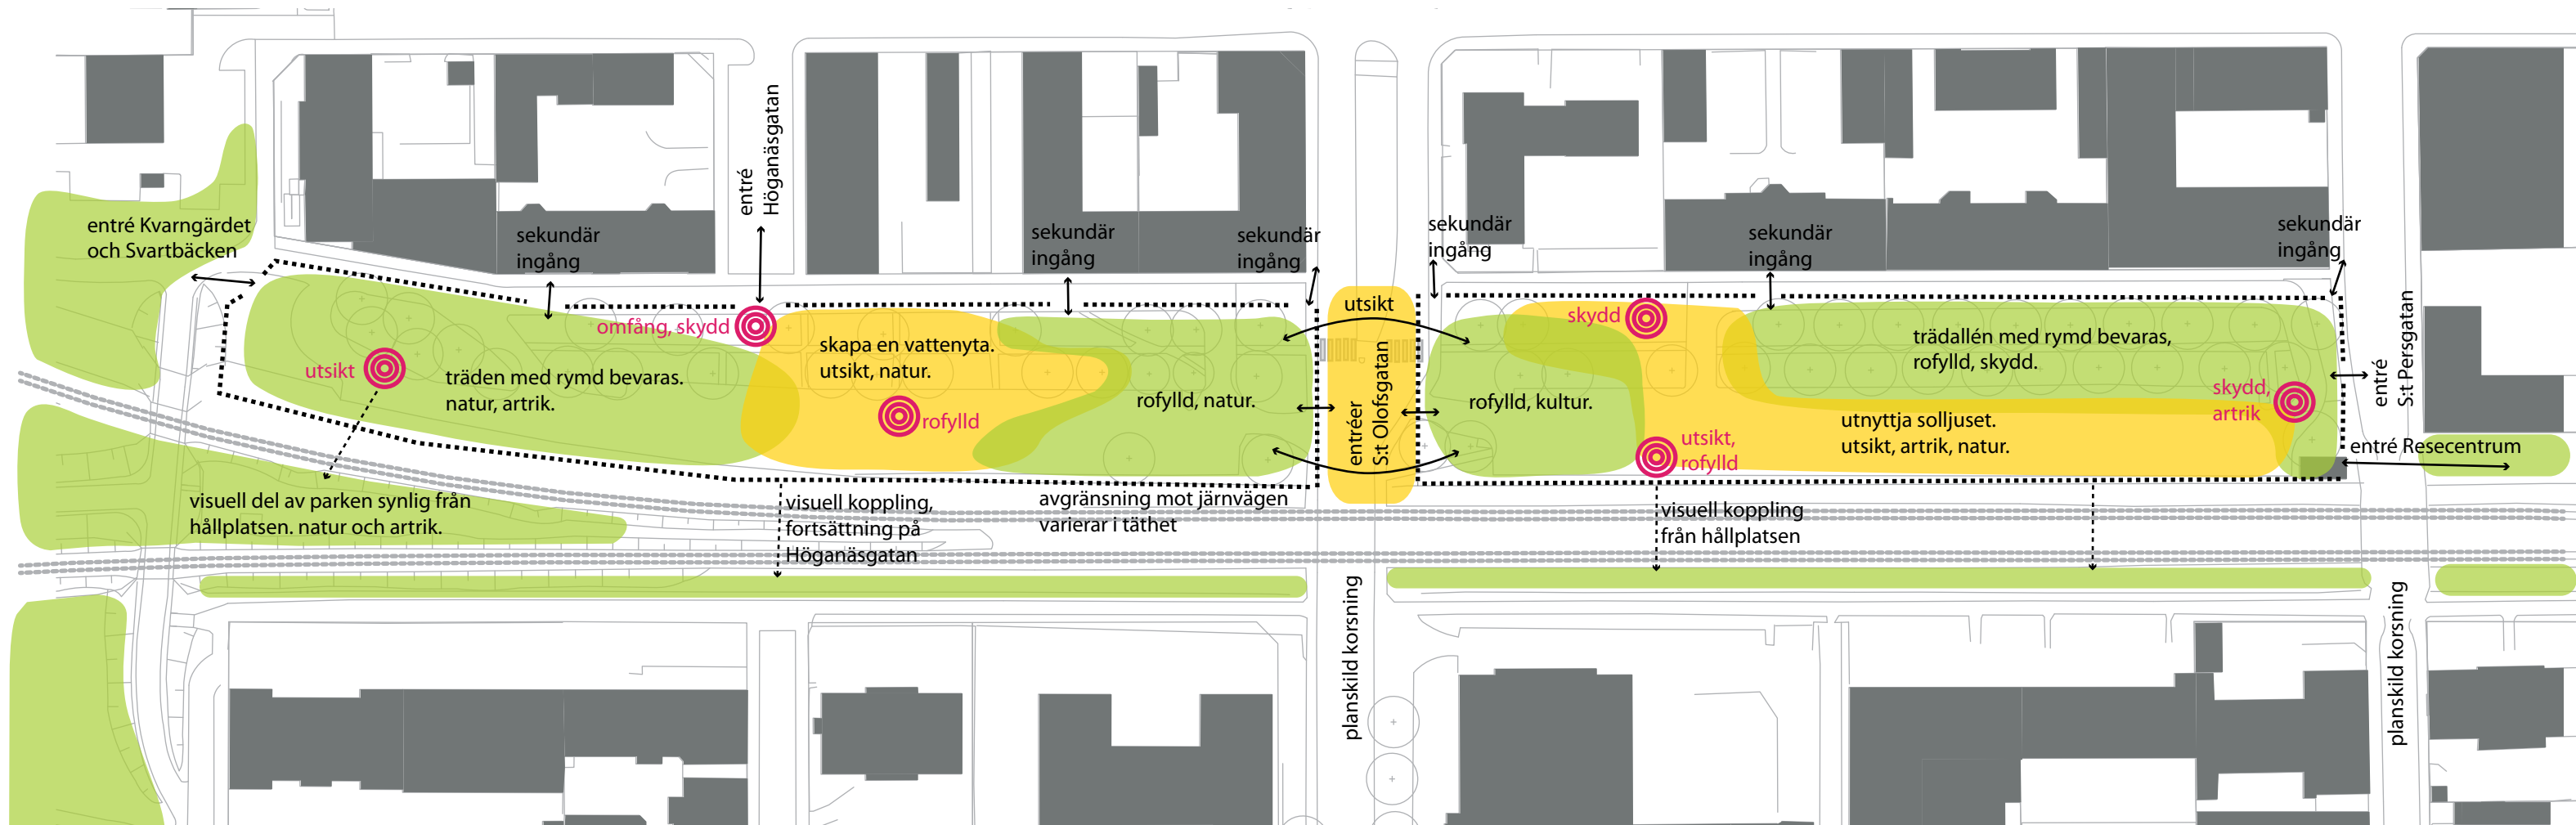 entré
Höganäsgatan
entré Kvarngärdet
och Svartbäcken
sekundär
ingång
sekundär
ingång
sekundär
ingång
sekundär
ingång
sekundär
ingång
sekundär
ingång
utsikt
omfång, skydd
utsikt
träden med rymd bevaras.
natur, artrik.
skapa en vattenyta.
utsikt, natur.
rofylld
rofylld, natur.
entréer
S:t Olofsgatan
skydd
rofylld, kultur.
utsikt,
rofylld
trädallén med rymd bevaras,
rofylld, skydd.
utnyttja solljuset.
utsikt, artrik, natur.
skydd,
artrik
entré
S:t Persgatan
entré Resecentrum
visuell del av parken synlig från
hållplatsen. natur och artrik.
visuell koppling,
fortsättning på
Höganäsgatan
avgränsning mot järnvägen
varierar i täthet
visuell koppling
från hållplatsen
planskild korsning
planskild korsning